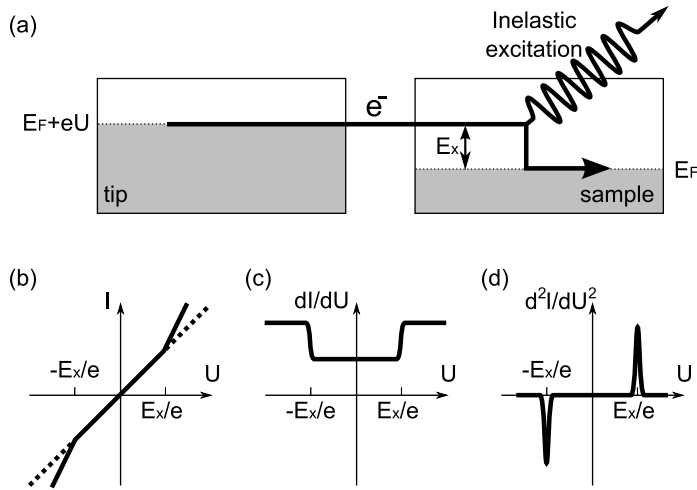 (a)
Inelastic
excitation
e⁻
EF+eU
Ex
EF
tip
sample
(b)
I
-Ex/e
U
Ex/e
(c)
dI/dU
U
-Ex/e
Ex/e
(d)
d²I/dU²
-Ex/e
U
Ex/e